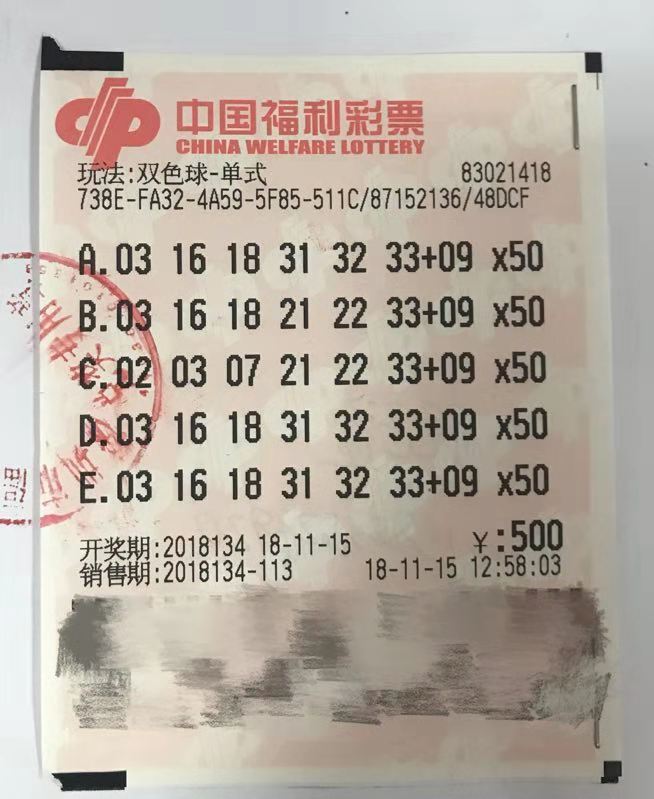 中国福利彩票
CHINA WELFARE LOTTERY
玩法:双色球-单式 83021418
738E-FA32-4A59-5F85-511C/87152136/48DCF
A.03 16 18 31 32 33+09 x50
B.03 16 18 21 22 33+09 x50
C.02 03 07 21 22 33+09 x50
D.03 16 18 31 32 33+09 x50
E.03 16 18 31 32 33+09 x50
开奖期:2018134 18-11-15 ¥:500
销售期:2018134-113 18-11-15 12:58:03